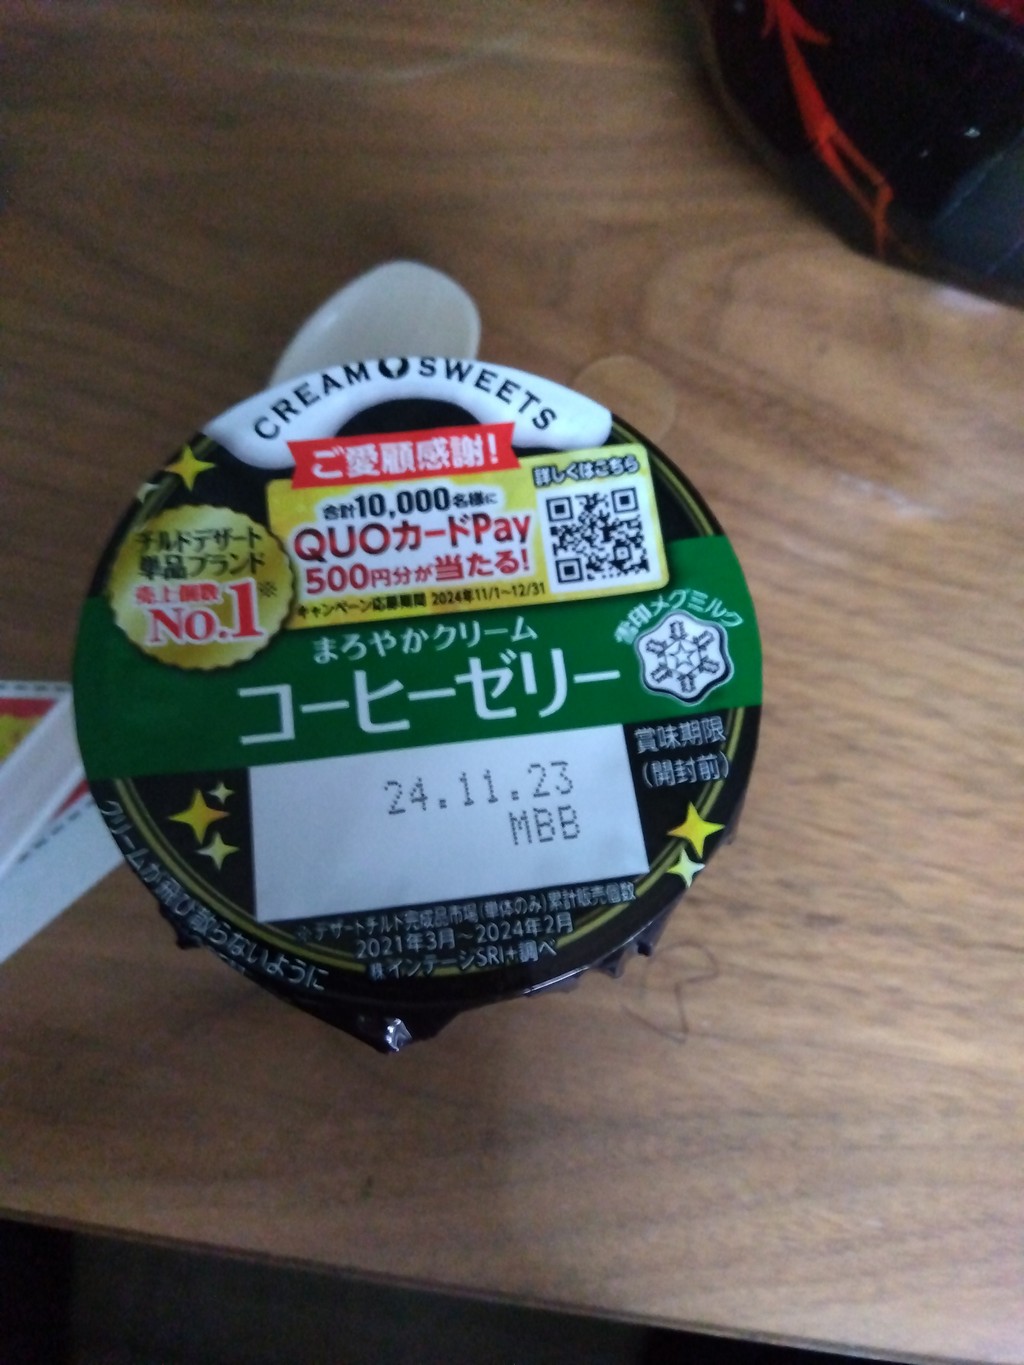 CREAM SWEETS
ご愛顧感謝!
詳しくはこちら
合計10,000名様に
QUOカードPay
500円分が当たる!
キャンペーン応募期間 2024年11/1~12/31
チルドデザート
単品ブランド
売上個数※
No.1
雪印メグミルク
まろやかクリーム
コーヒーゼリー
賞味期限
(開封前)
24.11.23
MBB
※デザートチルド完成品市場(単体のみ)累計販売個数
2021年3月~2024年2月
㈱インテージSRI+調べ
クリームが飛び散らないように